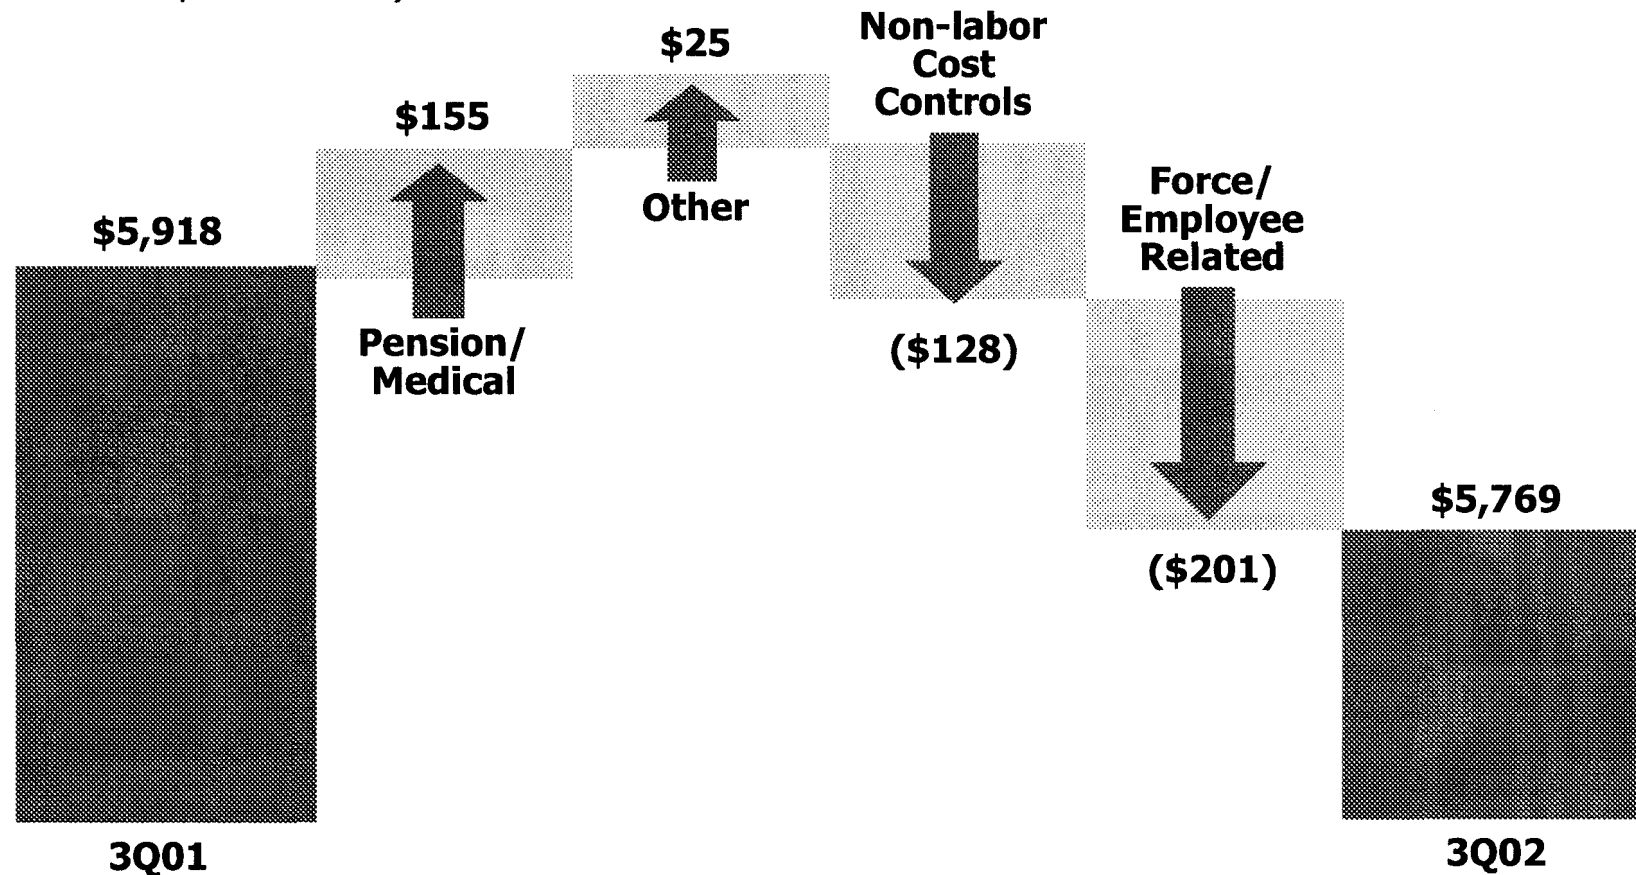 $5,918
$155
Pension/
Medical
$25
Other
Non-labor
Cost
Controls
($128)
Force/
Employee
Related
($201)
$5,769
3Q01
3Q02